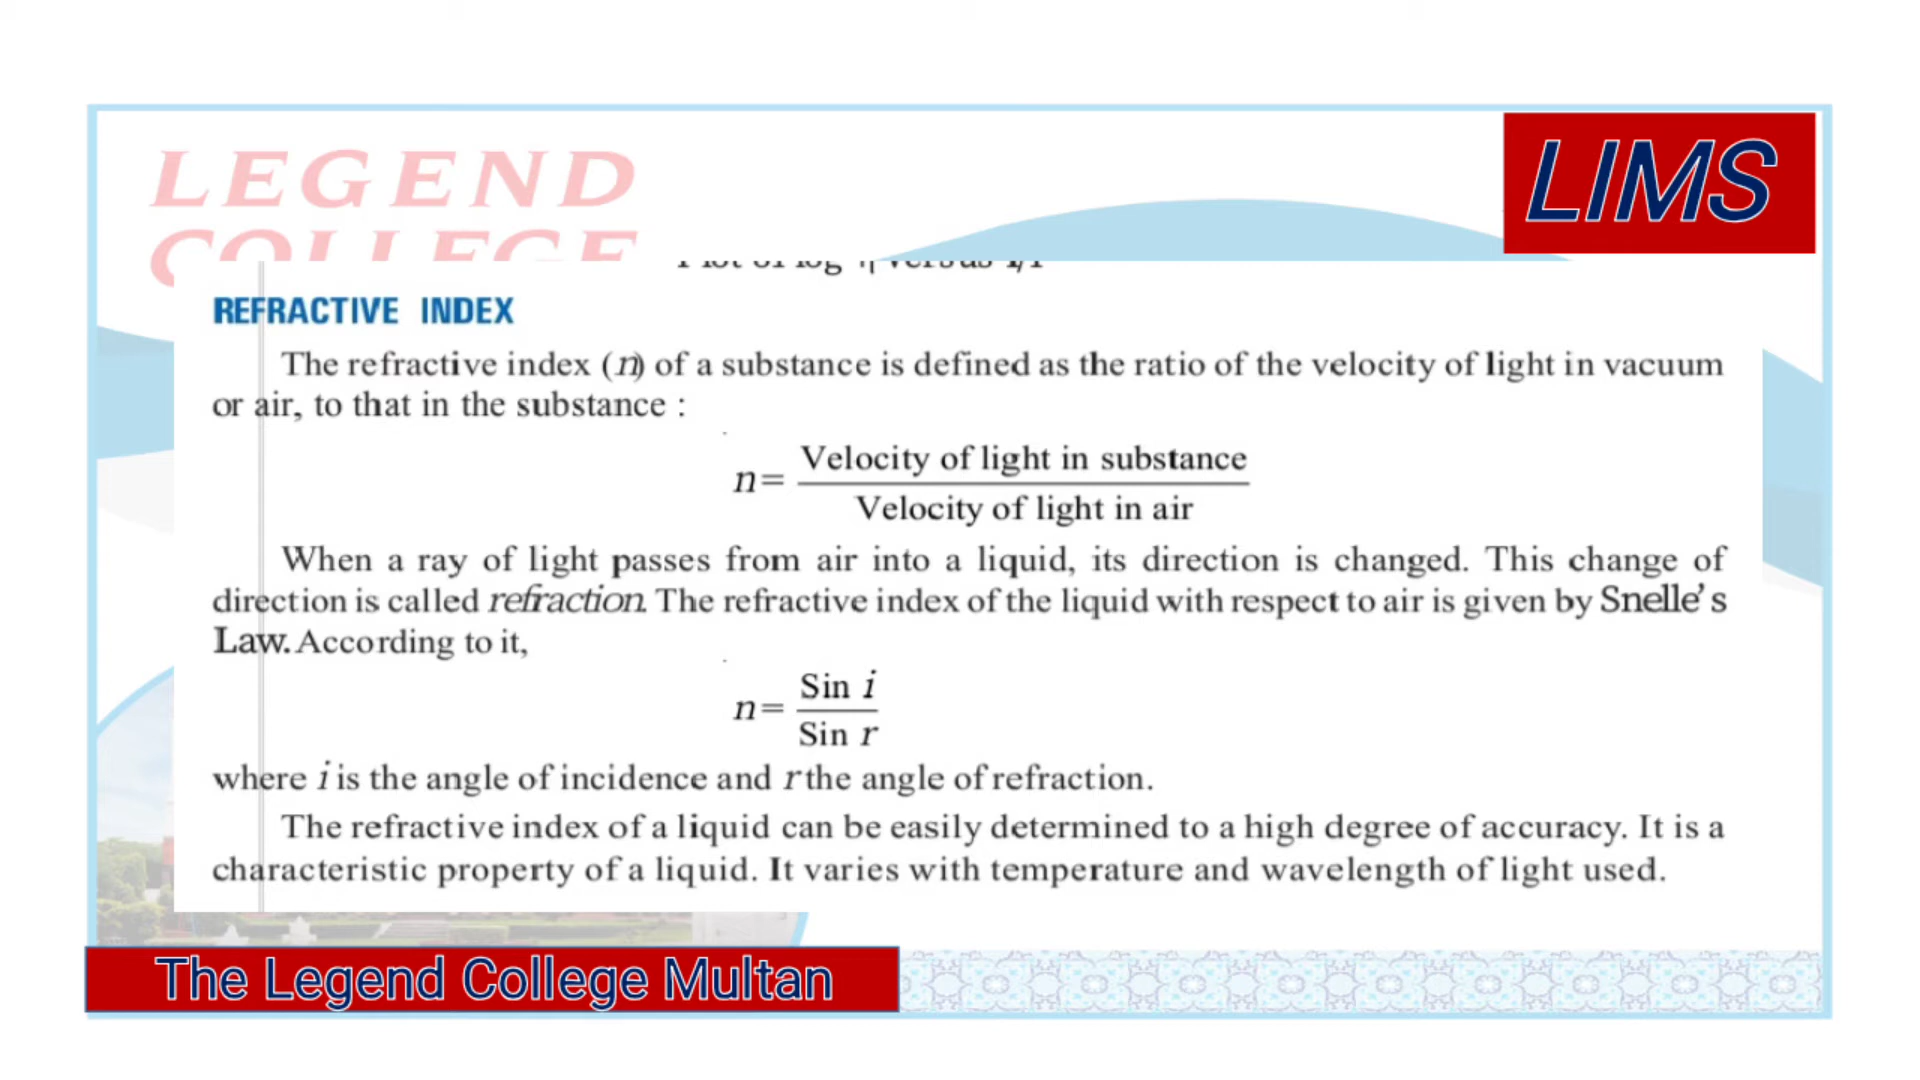 LEGEND
COLLEGE
LIMS
Plot of log η versus 1/T
REFRACTIVE INDEX
The refractive index (n) of a substance is defined as the ratio of the velocity of light in vacuum
or air, to that in the substance :
n= Velocity of light in substance
Velocity of light in air
When a ray of light passes from air into a liquid, its direction is changed. This change of
direction is called refraction. The refractive index of the liquid with respect to air is given by Snelle's
Law. According to it,
n= Sin i
Sin r
where i is the angle of incidence and r the angle of refraction.
The refractive index of a liquid can be easily determined to a high degree of accuracy. It is a
characteristic property of a liquid. It varies with temperature and wavelength of light used.
The Legend College Multan